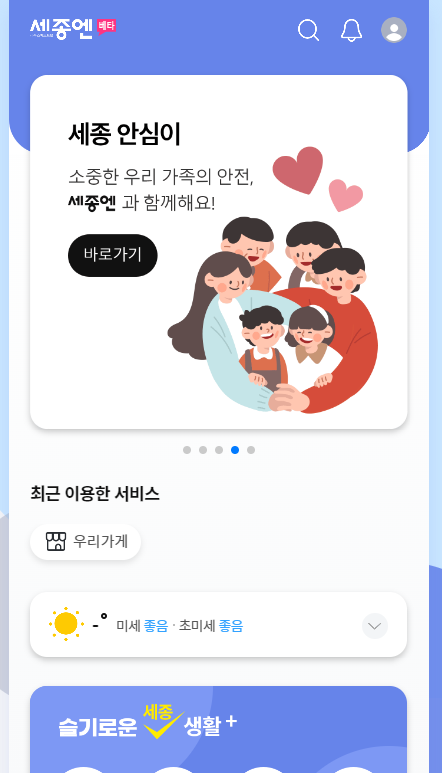 세종엔 베타
세종 안심이
소중한 우리 가족의 안전,
세종엔 과 함께해요!
바로가기
최근 이용한 서비스
우리가게
-° 미세 좋음 · 초미세 좋음
슬기로운 세종 생활 +